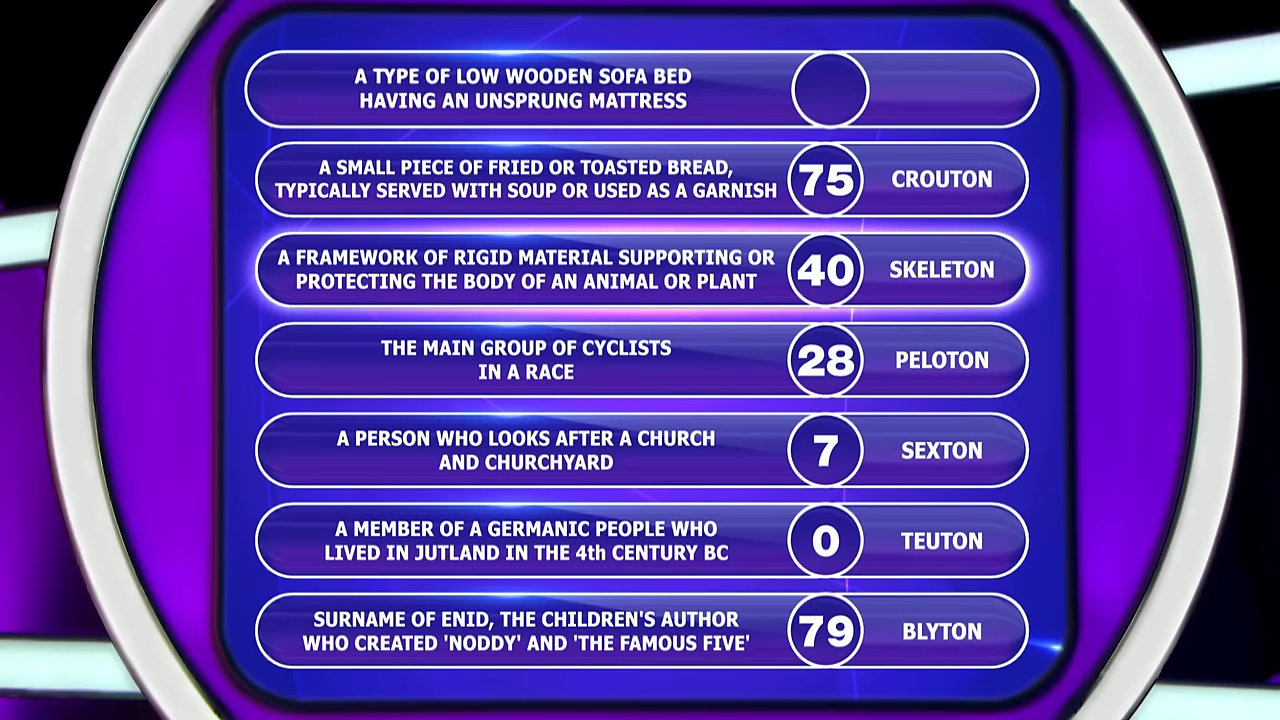 A TYPE OF LOW WOODEN SOFA BED
HAVING AN UNSPRUNG MATTRESS
A SMALL PIECE OF FRIED OR TOASTED BREAD,
TYPICALLY SERVED WITH SOUP OR USED AS A GARNISH
75 CROUTON
A FRAMEWORK OF RIGID MATERIAL SUPPORTING OR
PROTECTING THE BODY OF AN ANIMAL OR PLANT
40 SKELETON
THE MAIN GROUP OF CYCLISTS
IN A RACE
28 PELOTON
A PERSON WHO LOOKS AFTER A CHURCH
AND CHURCHYARD
7 SEXTON
A MEMBER OF A GERMANIC PEOPLE WHO
LIVED IN JUTLAND IN THE 4th CENTURY BC
0 TEUTON
SURNAME OF ENID, THE CHILDREN'S AUTHOR
WHO CREATED 'NODDY' AND 'THE FAMOUS FIVE'
79 BLYTON